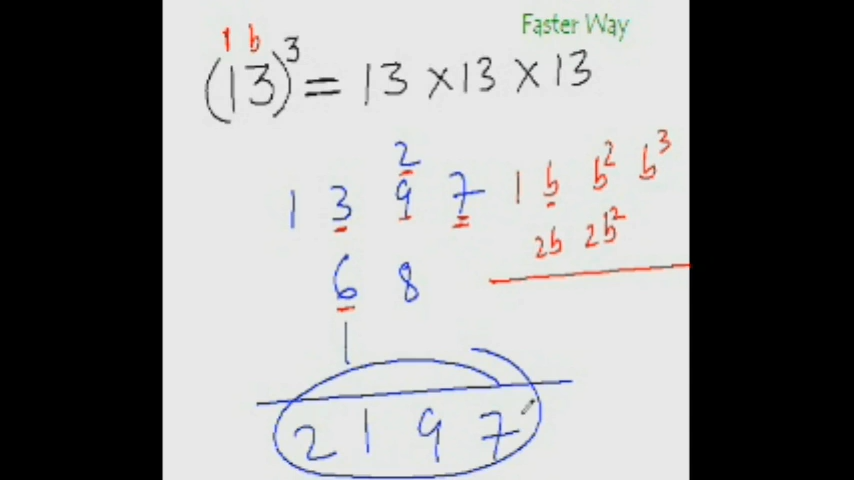 Faster Way
1 b
(13)³ = 13 × 13 × 13
2
1 3 9 7 1 b b² b³
2b 2b²
6 8
1
2 1 9 7